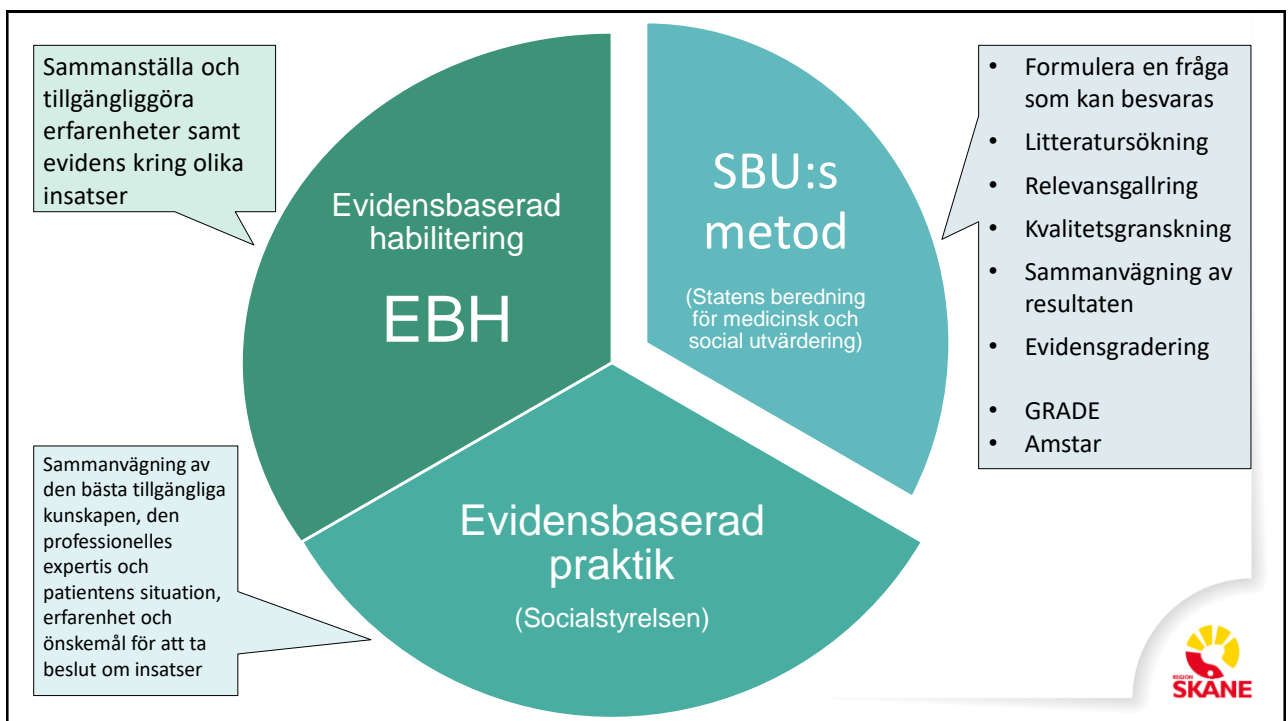 Sammanställa och
tillgängliggöra
erfarenheter samt
evidens kring olika
insatser
Evidensbaserad
habilitering
EBH
SBU:s
metod
(Statens beredning
för medicinsk och
social utvärdering)
• Formulera en fråga
som kan besvaras
• Litteratursökning
• Relevansgallring
• Kvalitetsgranskning
• Sammanvägning av
resultaten
• Evidensgradering
• GRADE
• Amstar
Sammanvägning av
den bästa tillgängliga
kunskapen, den
professionelles
expertis och
patientens situation,
erfarenhet och
önskemål för att ta
beslut om insatser
Evidensbaserad
praktik
(Socialstyrelsen)
REGION
SKÅNE